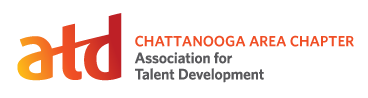 atd CHATTANOOGA AREA CHAPTER
Association for
Talent Development